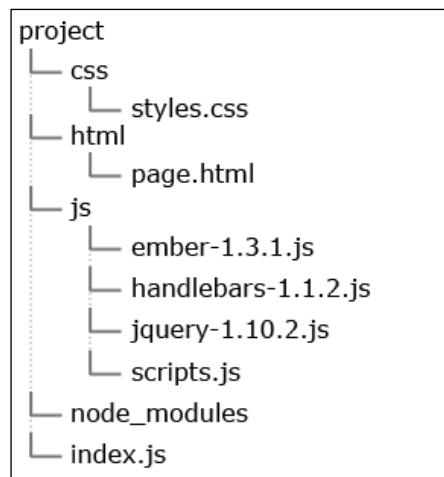 project
css
styles.css
html
page.html
js
ember-1.3.1.js
handlebars-1.1.2.js
jquery-1.10.2.js
scripts.js
node_modules
index.js